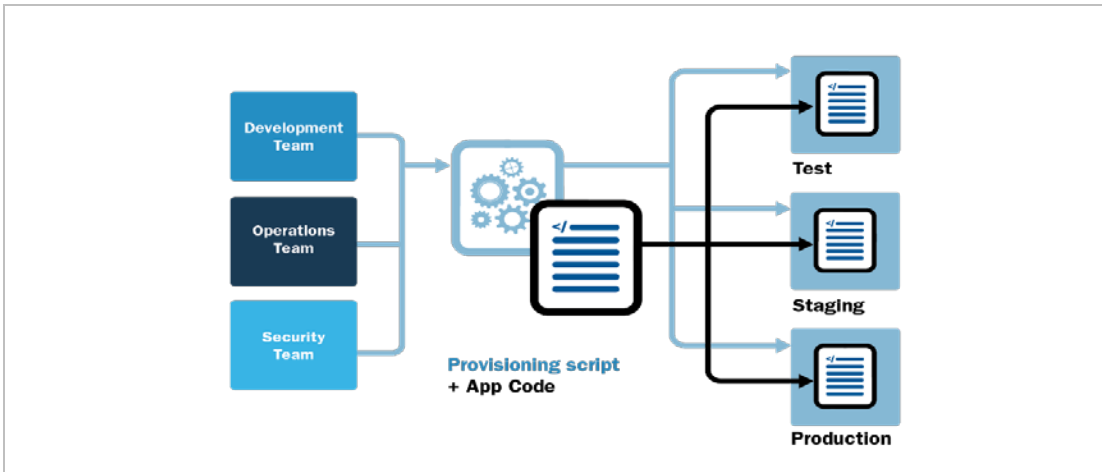 Development
Team
Operations
Team
Security
Team
</>
Provisioning script
+ App Code
</>
Test
</>
Staging
</>
Production